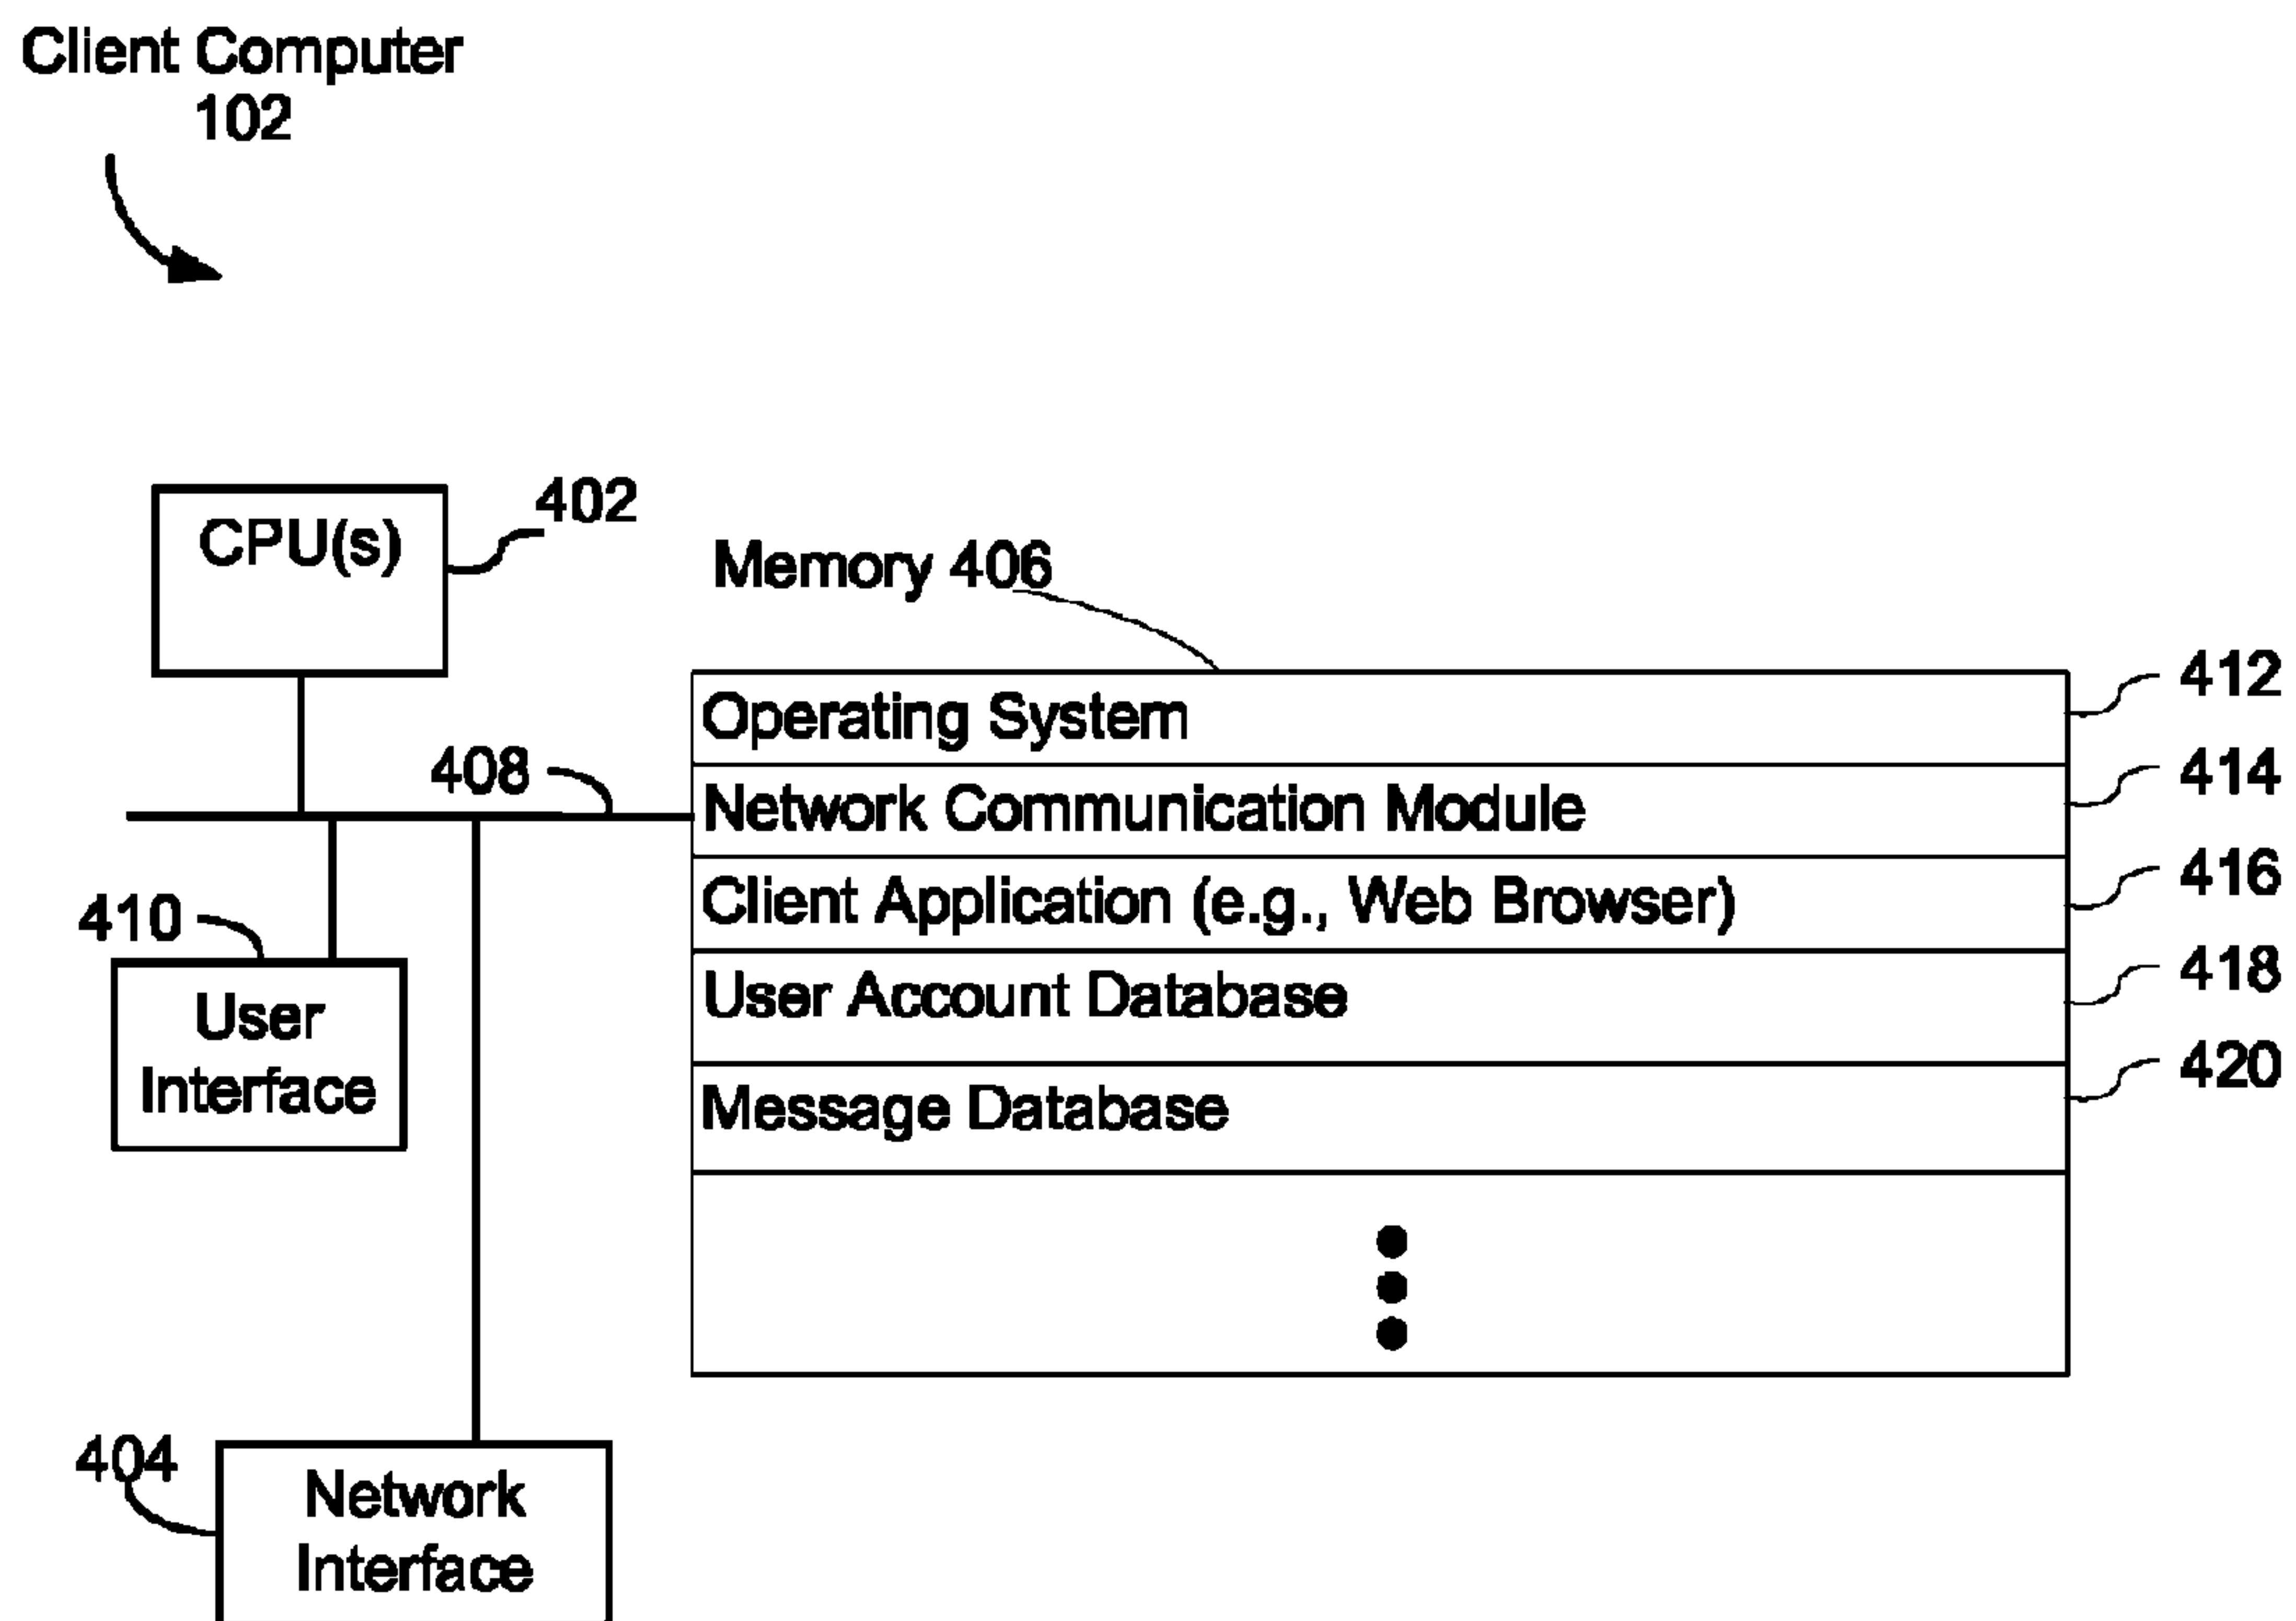 Client Computer
102
CPU(s)
402
Memory 406
Operating System
412
408
Network Communication Module
414
Client Application (e.g., Web Browser)
416
410
User Account Database
418
User
Interface
Message Database
420
404
Network
Interface